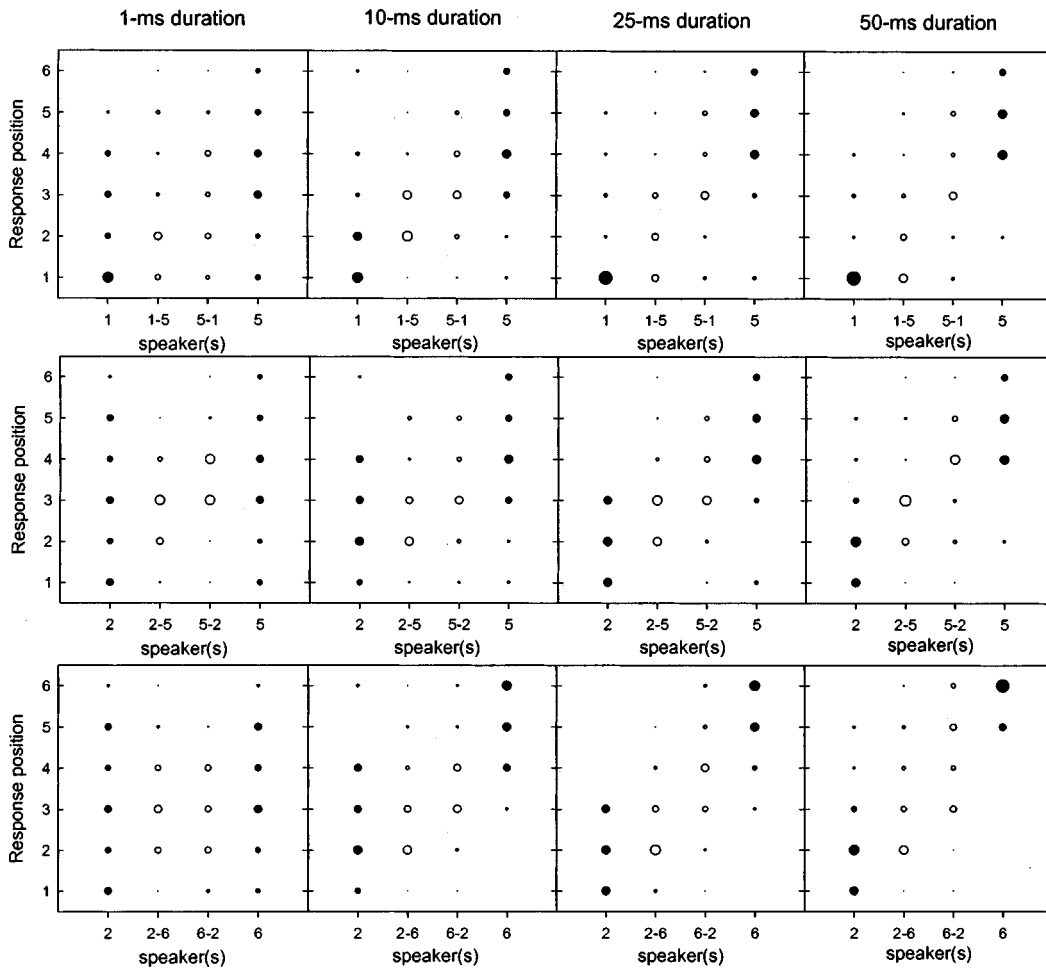 1-ms duration 10-ms duration 25-ms duration 50-ms duration
Response position
6
5
4
3
2
1
1 1-5 5-1 5 1 1-5 5-1 5 1 1-5 5-1 5 1 1-5 5-1 5
speaker(s) speaker(s) speaker(s) speaker(s)
Response position
6
5
4
3
2
1
2 2-5 5-2 5 2 2-5 5-2 5 2 2-5 5-2 5 2 2-5 5-2 5
speaker(s) speaker(s) speaker(s) speaker(s)
Response position
6
5
4
3
2
1
2 2-6 6-2 6 2 2-6 6-2 6 2 2-6 6-2 6 2 2-6 6-2 6
speaker(s) speaker(s) speaker(s) speaker(s)